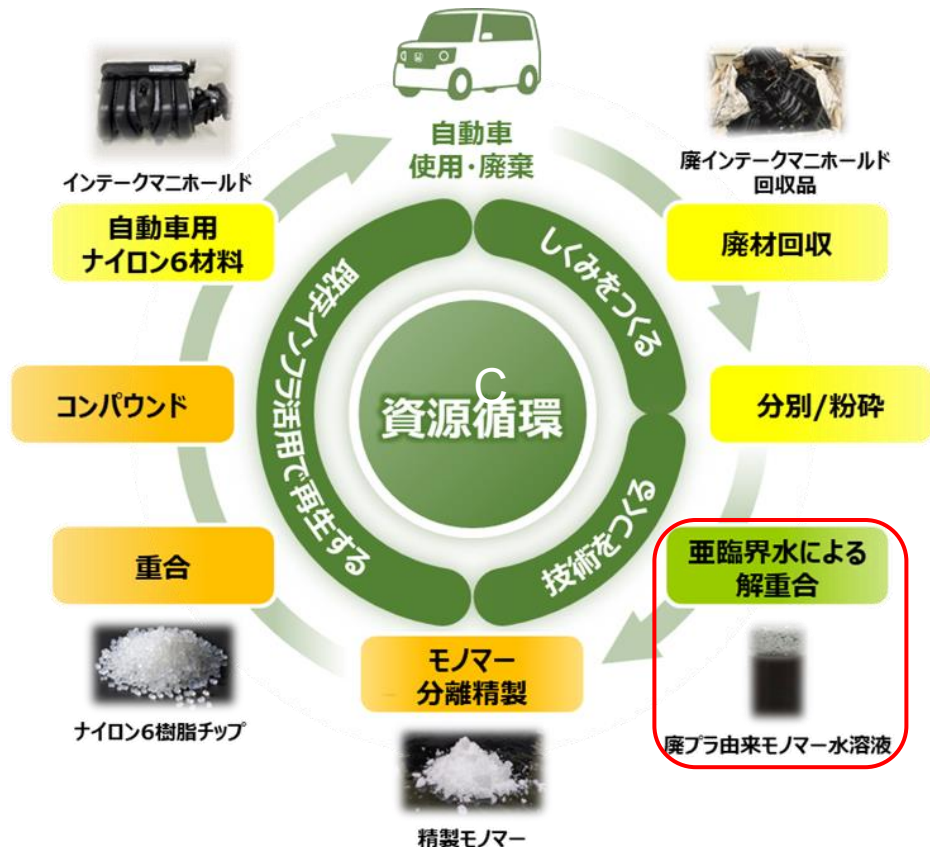 自動車
使用・廃棄
インテークマニホールド
廃インテークマニホールド
回収品
自動車用
ナイロン6材料
廃材回収
しくみをつくる
既存インフラ活用で再生する
技術をつくる
C
資源循環
コンパウンド
分別/粉砕
重合
亜臨界水による
解重合
モノマー
分離精製
ナイロン6樹脂チップ
廃プラ由来モノマー水溶液
精製モノマー